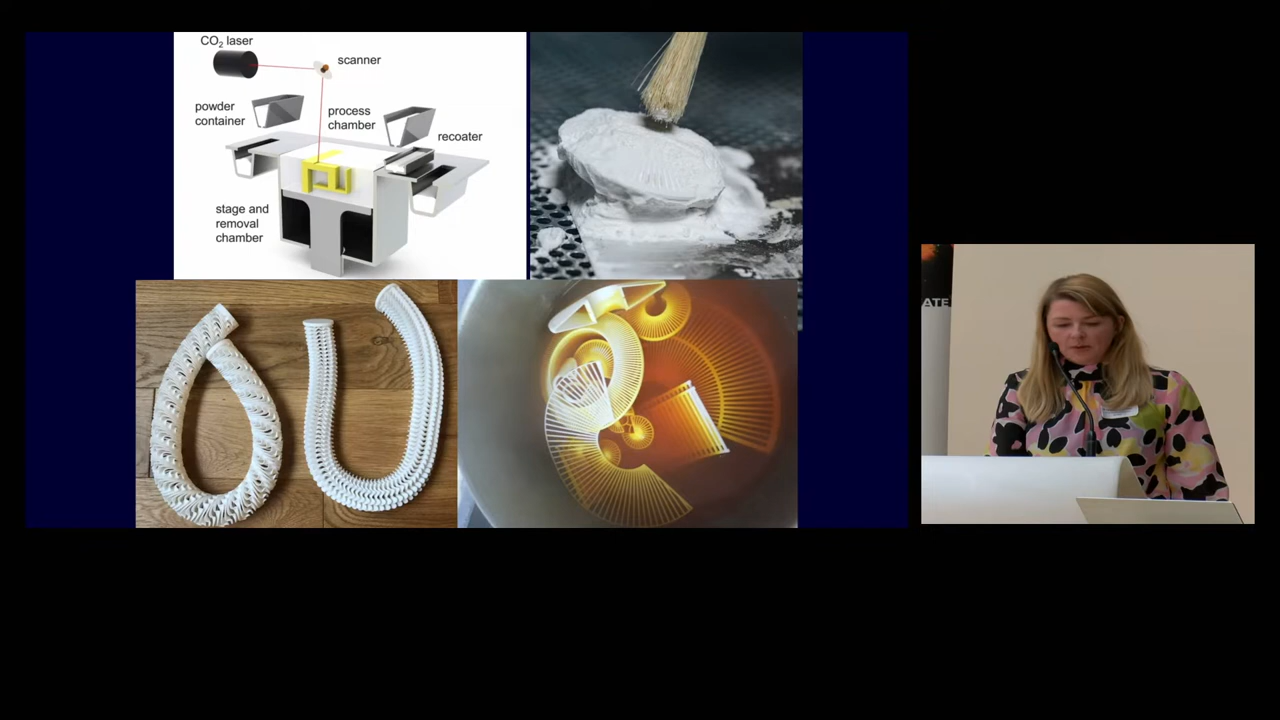 CO₂ laser
scanner
powder
container
process
chamber
recoater
stage and
removal
chamber
ATE